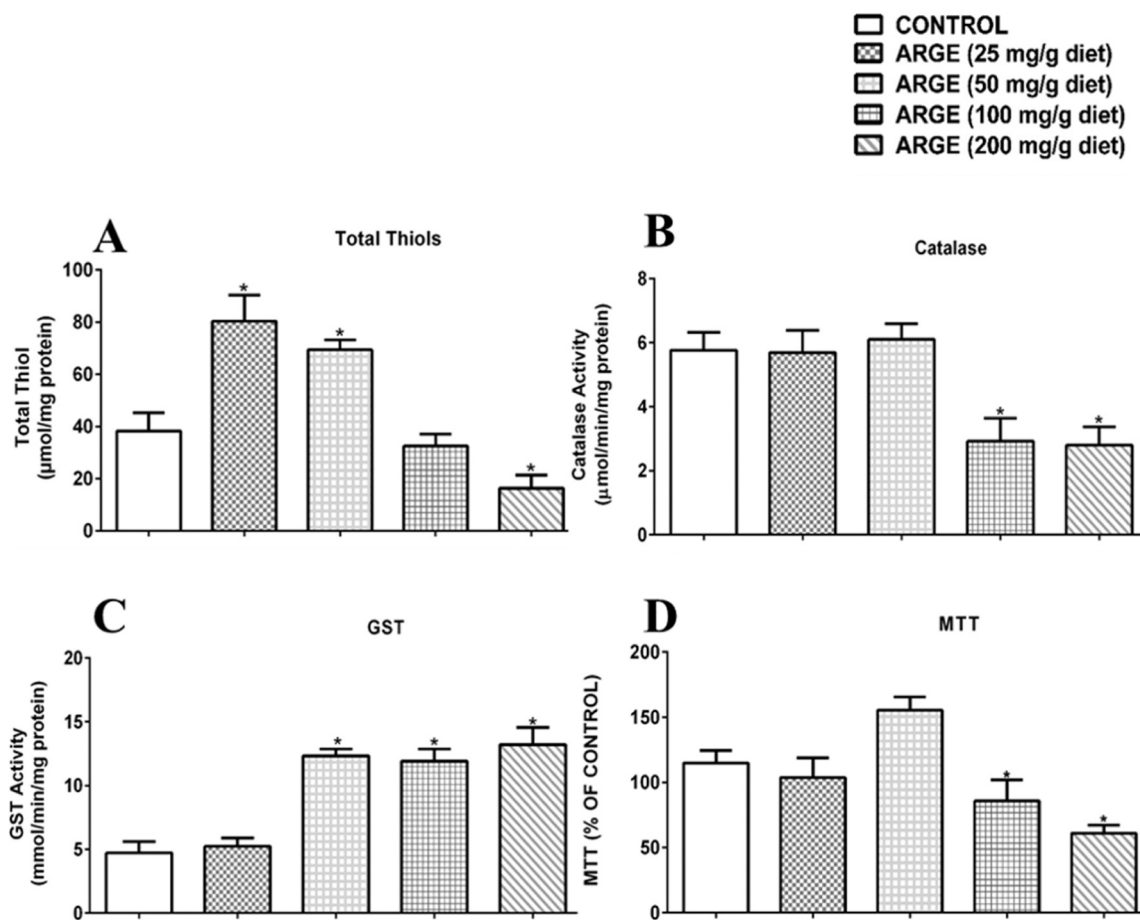 CONTROL
ARGE (25 mg/g diet)
ARGE (50 mg/g diet)
ARGE (100 mg/g diet)
ARGE (200 mg/g diet)
A
Total Thiols
Total Thiol
(µmol/mg protein)
100
80
60
40
20
0
*
*
*
B
Catalase
Catalase Activity
(µmol/min/mg protein)
8
6
4
2
0
*
*
C
GST
GST Activity
(mmol/min/mg protein)
20
15
10
5
0
*
*
*
D
MTT
MTT (% OF CONTROL)
200
150
100
50
0
*
*